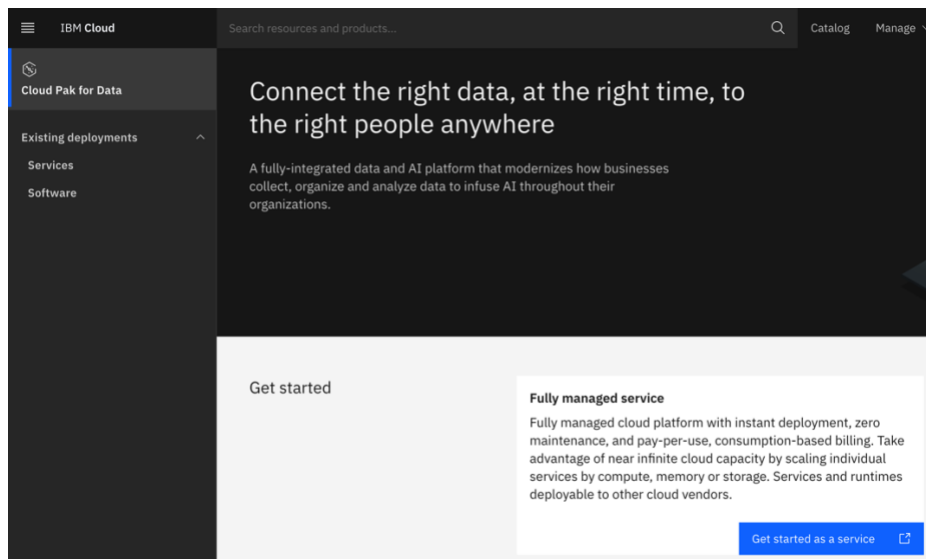 IBM Cloud
Search resources and products...
Catalog
Manage
Cloud Pak for Data
Existing deployments
Services
Software
Connect the right data, at the right time, to
the right people anywhere
A fully-integrated data and AI platform that modernizes how businesses
collect, organize and analyze data to infuse AI throughout their
organizations.
Get started
Fully managed service
Fully managed cloud platform with instant deployment, zero
maintenance, and pay-per-use, consumption-based billing. Take
advantage of near infinite cloud capacity by scaling individual
services by compute, memory or storage. Services and runtimes
deployable to other cloud vendors.
Get started as a service